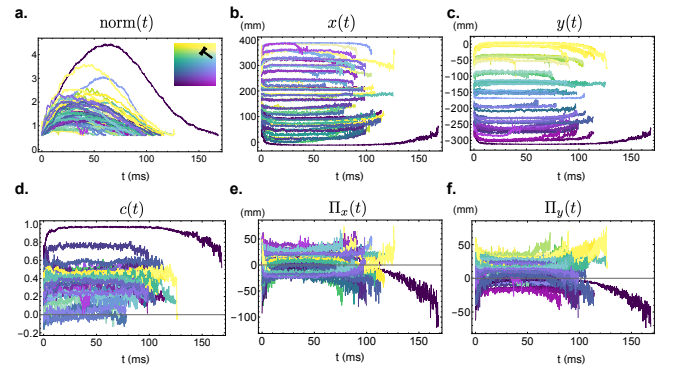 a.
norm(t)
4
3
2
1
0
0 50 100 150
t (ms)
b.
(mm)
x(t)
400
300
200
100
0
0 50 100 150
t (ms)
c.
(mm)
y(t)
0
−50
−100
−150
−200
−250
−300
0 50 100 150
t (ms)
d.
c(t)
1.0
0.8
0.6
0.4
0.2
0.0
−0.2
0 50 100 150
t (ms)
e.
(mm)
Πx(t)
50
0
−50
−100
0 50 100 150
t (ms)
f.
(mm)
Πy(t)
50
0
−50
0 50 100 150
t (ms)